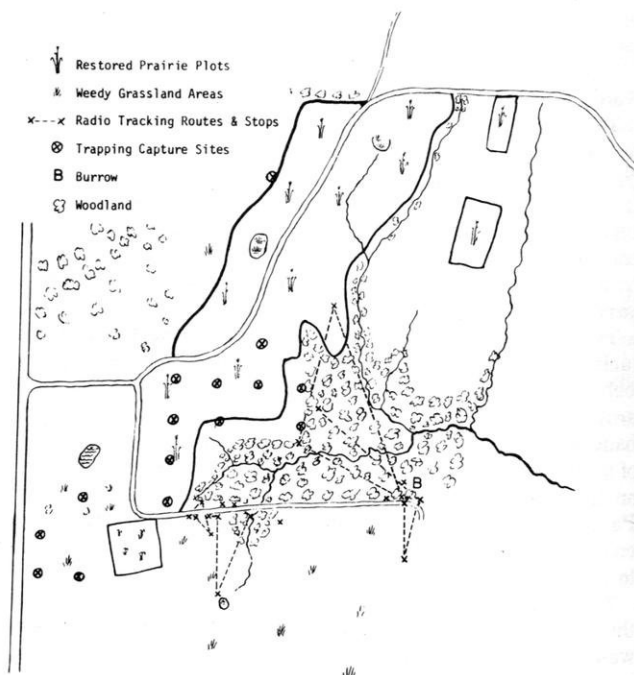 Restored Prairie Plots
Weedy Grassland Areas
Radio Tracking Routes & Stops
Trapping Capture Sites
B Burrow
Woodland
B